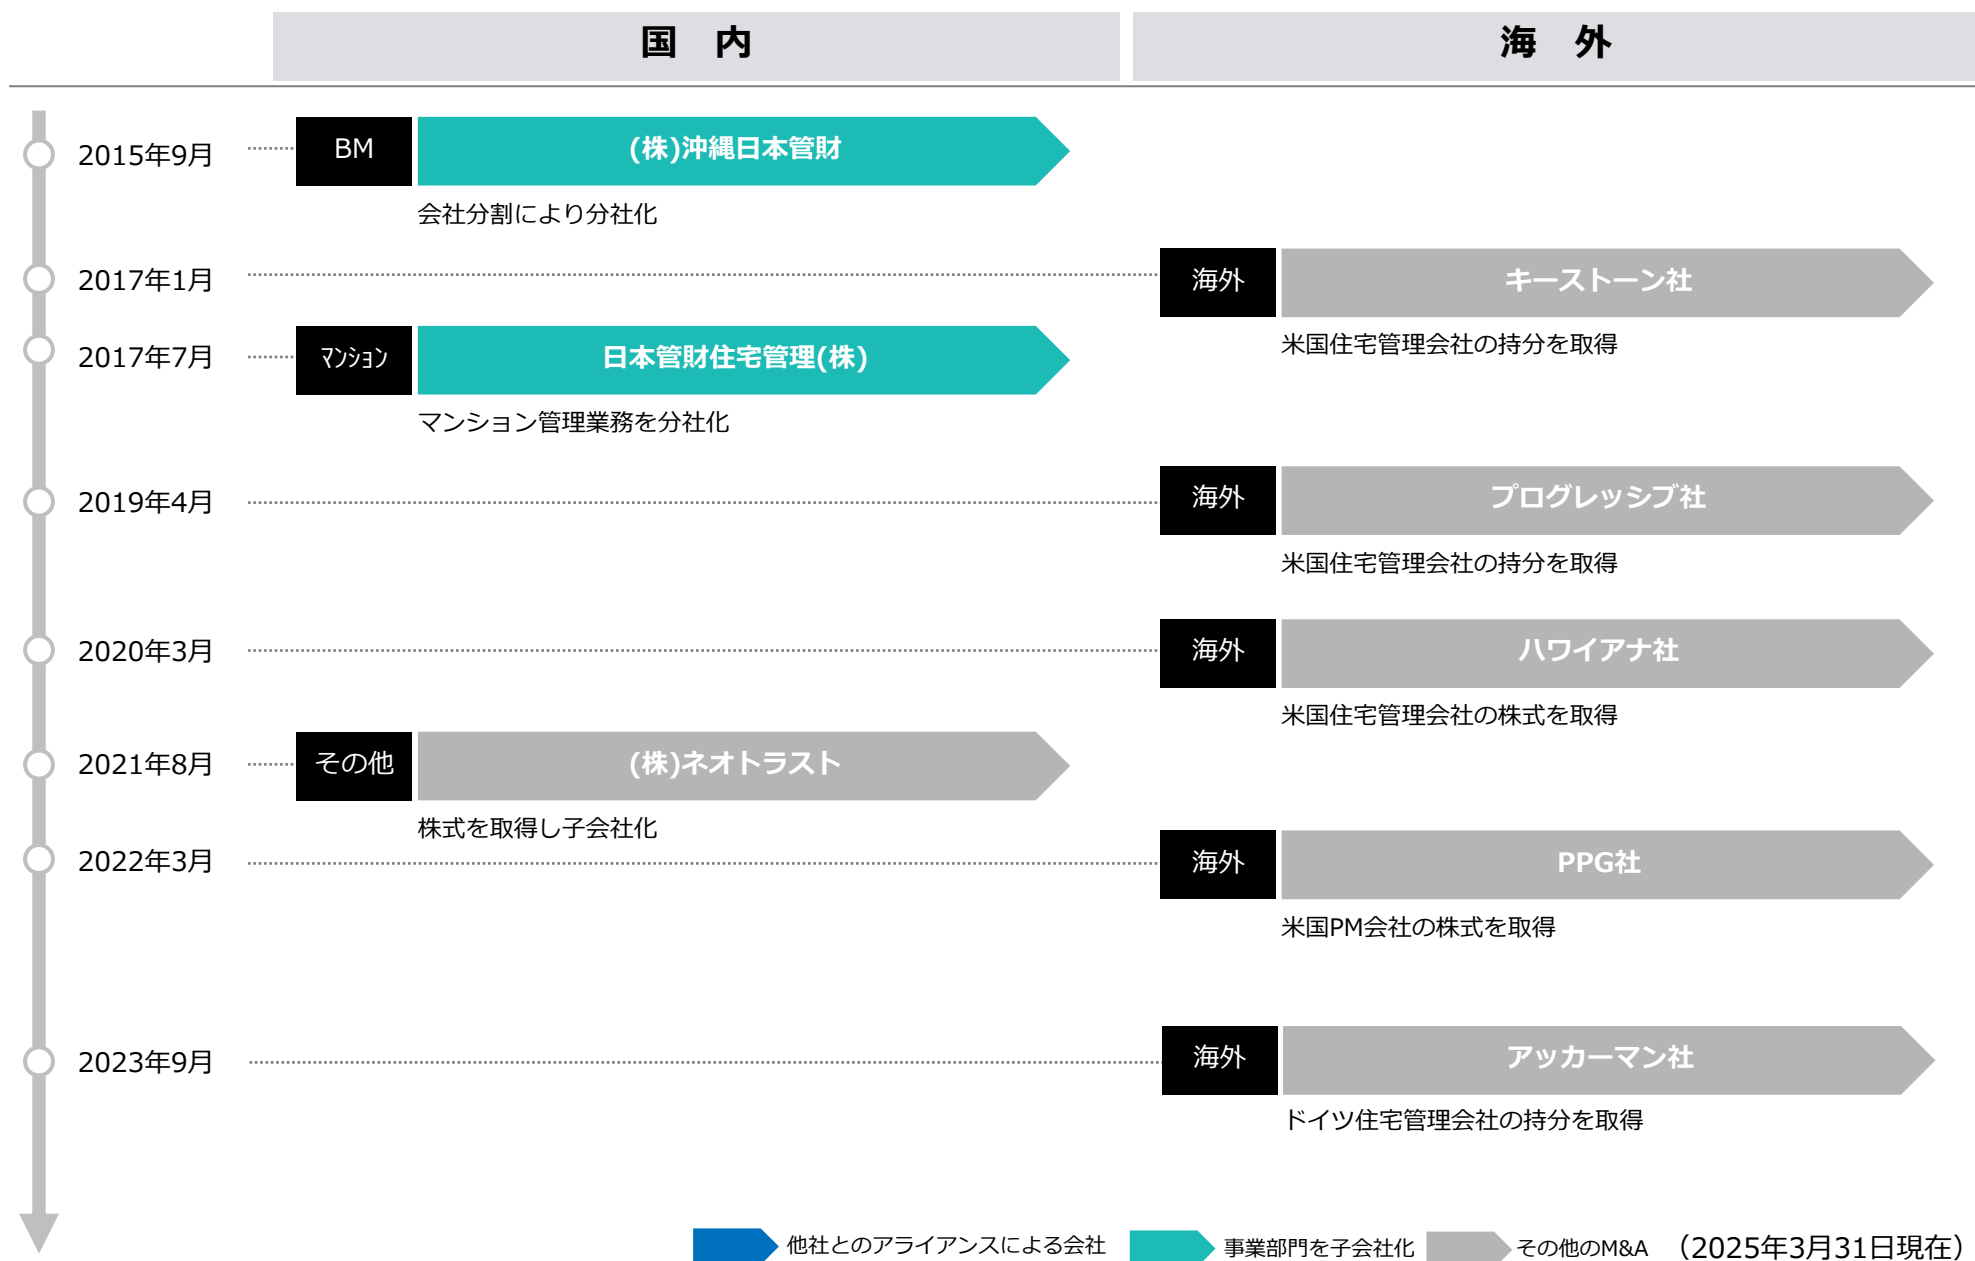 国 内
海 外
2015年9月
BM
(株)沖縄日本管財
会社分割により分社化
2017年1月
海外
キーストーン社
米国住宅管理会社の持分を取得
2017年7月
ﾏﾝｼｮﾝ
日本管財住宅管理(株)
マンション管理業務を分社化
2019年4月
海外
プログレッシブ社
米国住宅管理会社の持分を取得
2020年3月
海外
ハワイアナ社
米国住宅管理会社の株式を取得
2021年8月
その他
(株)ネオトラスト
株式を取得し子会社化
2022年3月
海外
PPG社
米国PM会社の株式を取得
2023年9月
海外
アッカーマン社
ドイツ住宅管理会社の持分を取得
他社とのアライアンスによる会社
事業部門を子会社化
その他のM&A
（2025年3月31日現在）